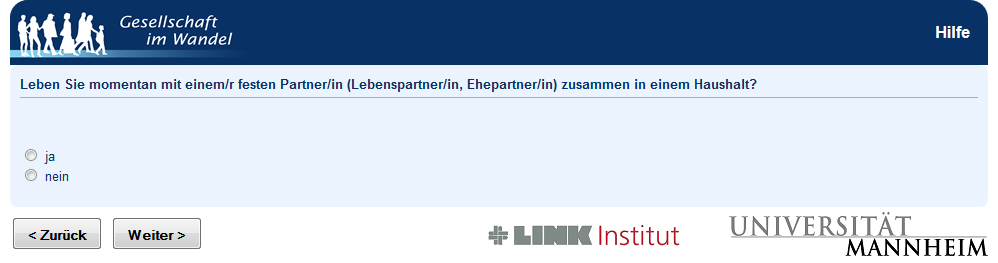 Gesellschaft
im Wandel
Hilfe
Leben Sie momentan mit einem/r festen Partner/in (Lebenspartner/in, Ehepartner/in) zusammen in einem Haushalt?
ja
nein
< Zurück
Weiter >
LINK Institut
UNIVERSITÄT
MANNHEIM